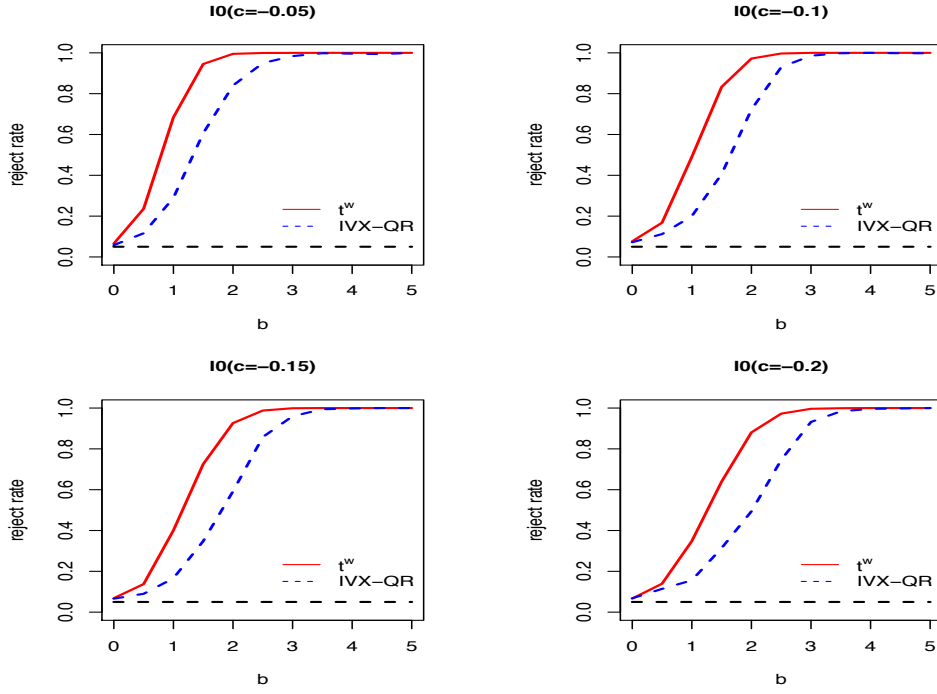 I0(c=−0.05)
reject rate
0.0 0.2 0.4 0.6 0.8 1.0
t^w
IVX−QR
0 1 2 3 4 5
b
I0(c=−0.1)
reject rate
0.0 0.2 0.4 0.6 0.8 1.0
t^w
IVX−QR
0 1 2 3 4 5
b
I0(c=−0.15)
reject rate
0.0 0.2 0.4 0.6 0.8 1.0
t^w
IVX−QR
0 1 2 3 4 5
b
I0(c=−0.2)
reject rate
0.0 0.2 0.4 0.6 0.8 1.0
t^w
IVX−QR
0 1 2 3 4 5
b